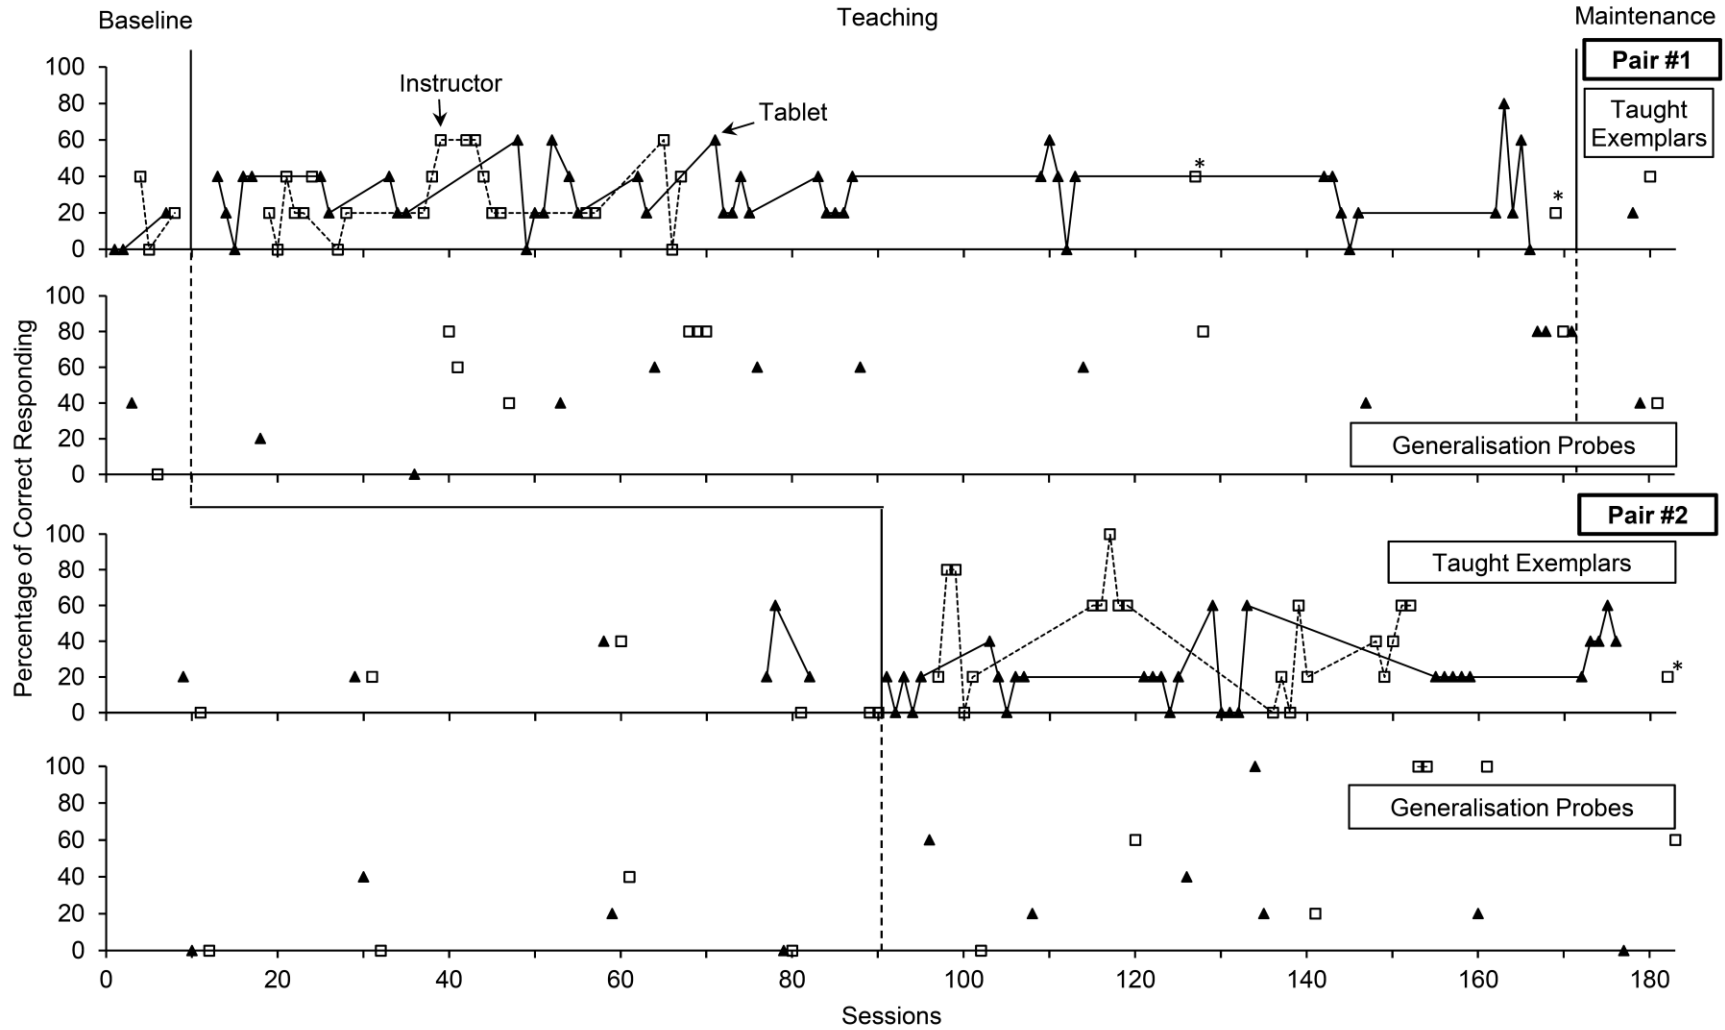 Baseline
Teaching
Maintenance
Pair #1
100
80
60
40
20
0
Instructor
Tablet
*
*
Taught
Exemplars
100
80
60
40
20
0
Generalisation Probes
Percentage of Correct Responding
Pair #2
100
80
60
40
20
0
Taught Exemplars
*
100
80
60
40
20
0
Generalisation Probes
0 20 40 60 80 100 120 140 160 180
Sessions